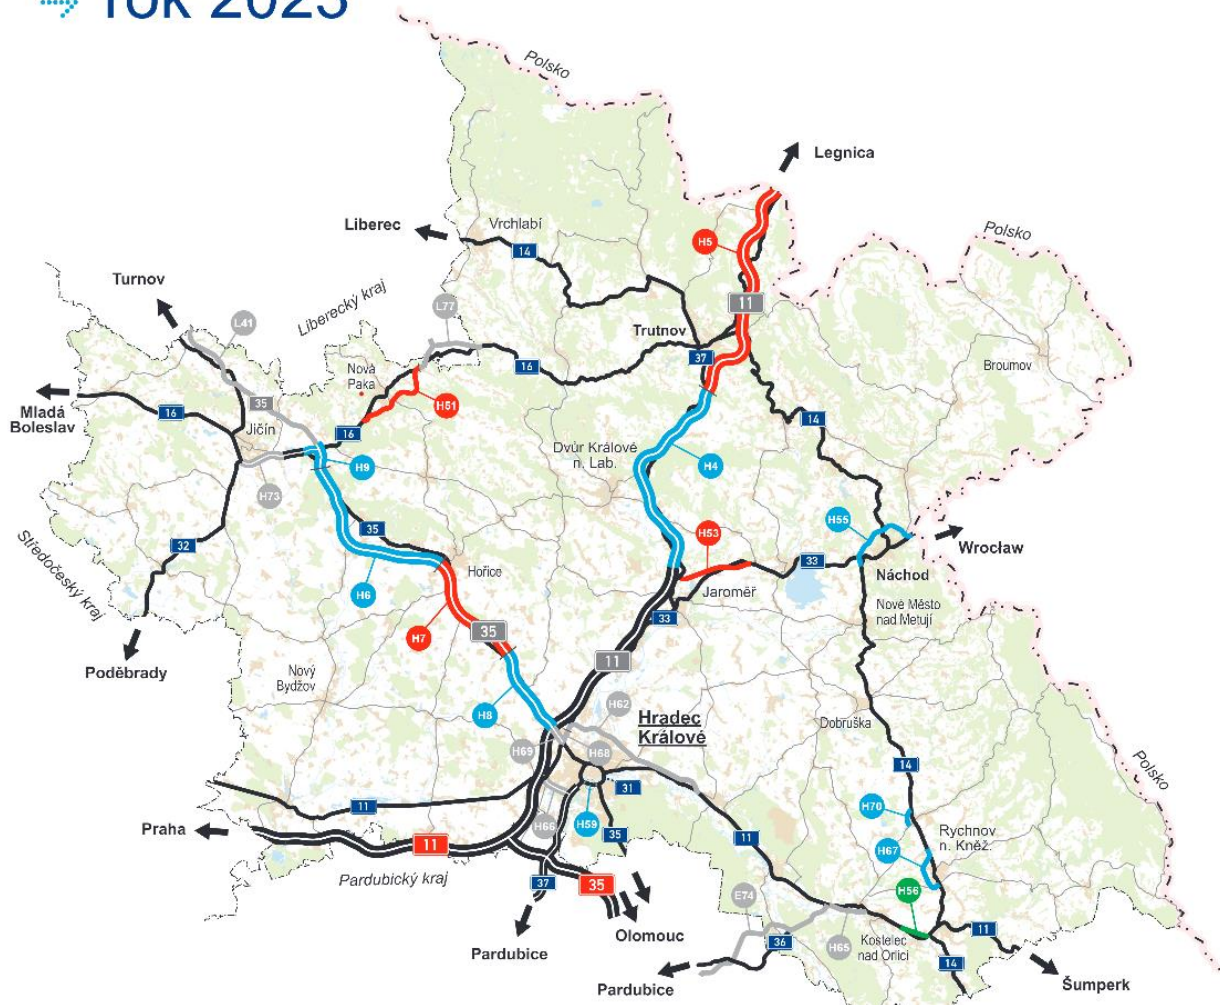 rok 2023
Polsko
Legnica
Liberec
Vrchlabí
14
H5
Polsko
Turnov
Liberecký kraj
L77
11
L41
Trutnov
37
Nová
Paka
16
Broumov
Mladá
Boleslav
16
35
Jičín
16
H51
14
Dvůr Králové
n. Lab.
H9
H4
H73
35
H55
H53
Wrocław
Středočeský kraj
32
33
Hořice
Jaroměř
Náchod
H6
Nové Město
nad Metují
33
H7
35
Poděbrady
11
Nový
Bydžov
H62
H8
Hradec
Králové
Dobruška
H69
H68
14
Polsko
31
11
H70
Praha
H66
H59
35
11
Rychnov
n. Kněž.
11
H67
Pardubický kraj
37
35
H56
E74
Olomouc
36
H65
Kostelec
nad Orlicí
11
Pardubice
14
Pardubice
Šumperk